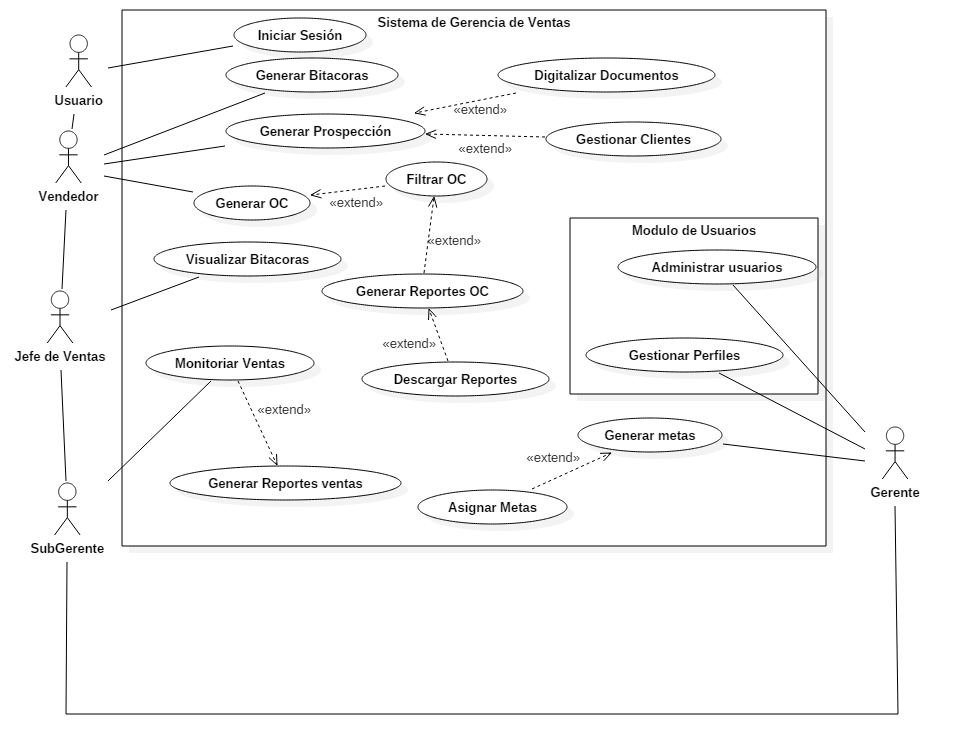 Sistema de Gerencia de Ventas
Iniciar Sesión
Generar Bitacoras
Digitalizar Documentos
Usuario
«extend»
Generar Prospección
Gestionar Clientes
«extend»
Filtrar OC
Vendedor
Generar OC
«extend»
Modulo de Usuarios
«extend»
Visualizar Bitacoras
Administrar usuarios
Generar Reportes OC
«extend»
Jefe de Ventas
Gestionar Perfiles
Monitoriar Ventas
Descargar Reportes
«extend»
Generar metas
«extend»
Generar Reportes ventas
Gerente
Asignar Metas
SubGerente